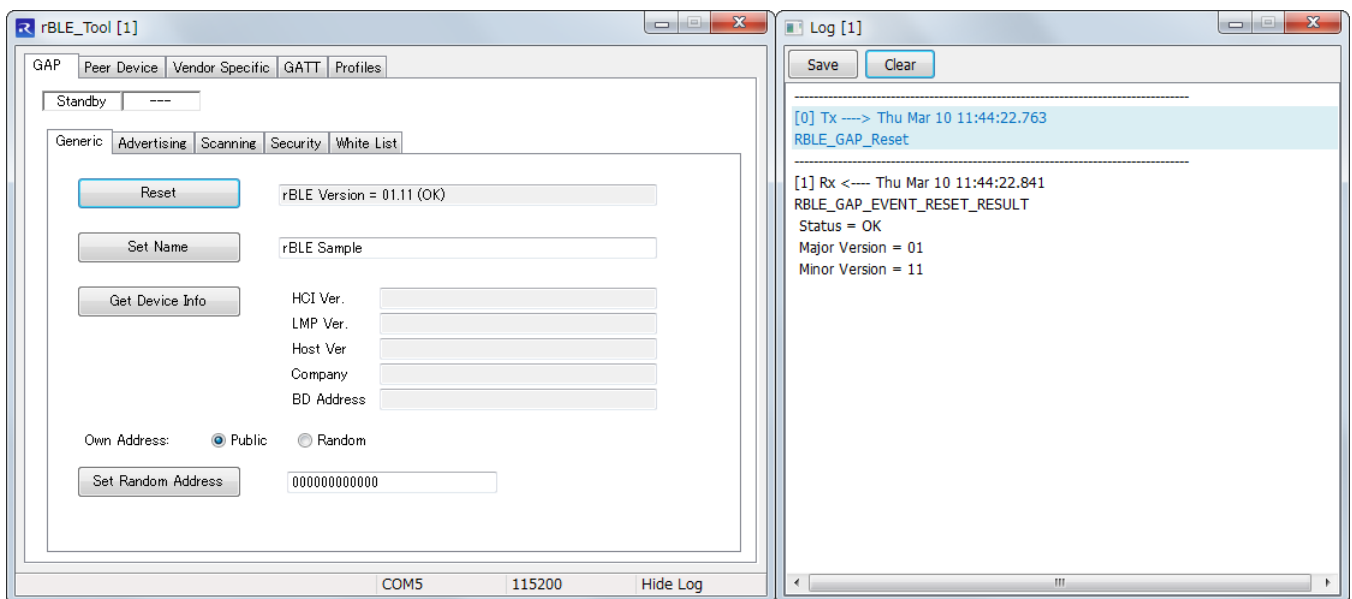 rBLE_Tool [1]
GAP Peer Device Vendor Specific GATT Profiles
Standby ---
Generic Advertising Scanning Security White List
Reset rBLE Version = 01.11 (OK)
Set Name rBLE Sample
Get Device Info HCI Ver.
LMP Ver.
Host Ver
Company
BD Address
Own Address: Public Random
Set Random Address 000000000000
COM5 115200 Hide Log
Log [1]
Save Clear
[0] Tx ----> Thu Mar 10 11:44:22.763
RBLE_GAP_Reset
[1] Rx <---- Thu Mar 10 11:44:22.841
RBLE_GAP_EVENT_RESET_RESULT
Status = OK
Major Version = 01
Minor Version = 11